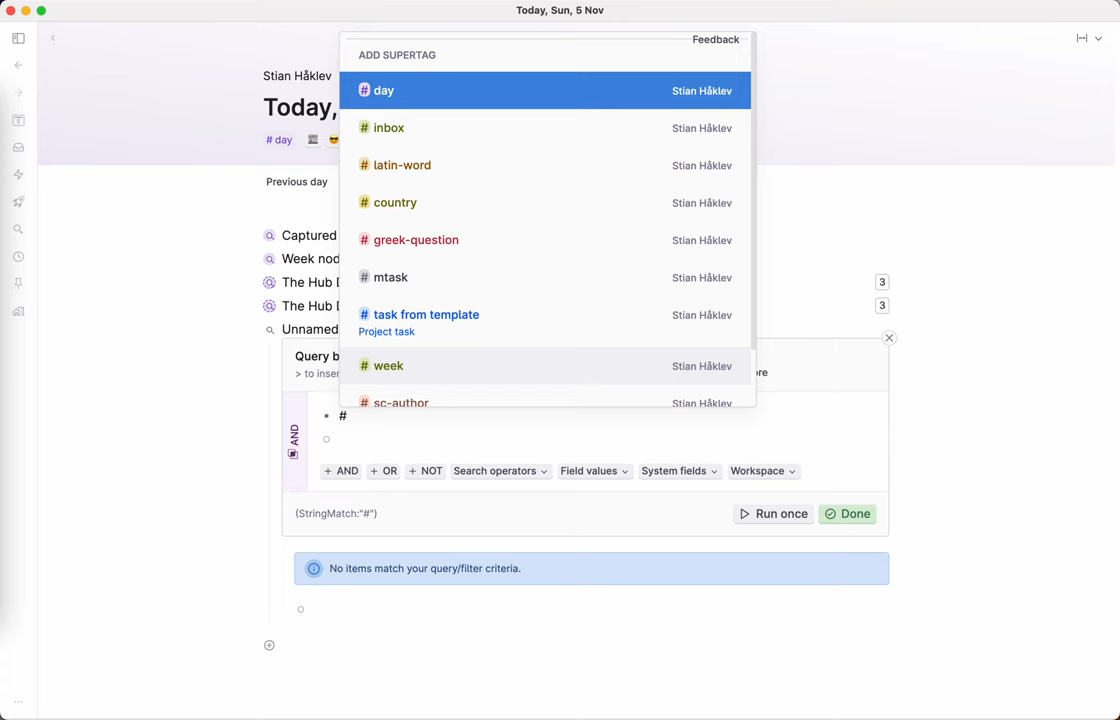 Today, Sun, 5 Nov
Feedback
ADD SUPERTAG
# day Stian Håklev
# inbox Stian Håklev
# latin-word Stian Håklev
# country Stian Håklev
# greek-question Stian Håklev
# mtask Stian Håklev
# task from template Stian Håklev
Project task
# week Stian Håklev
# sc-author Stian Håklev
Stian Håklev
Today,
# day
Previous day
Captured
Week nod
The Hub D 3
The Hub D 3
Unnamed
Query b
> to inser ore
AND
#
+ AND + OR + NOT Search operators Field values System fields Workspace
(StringMatch:"#") Run once Done
No items match your query/filter criteria.